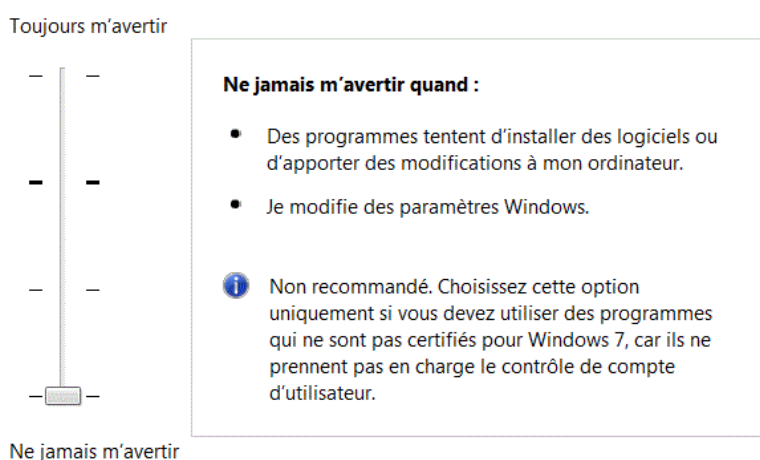 Toujours m’avertir
Ne jamais m’avertir quand :
Des programmes tentent d’installer des logiciels ou
d’apporter des modifications à mon ordinateur.
Je modifie des paramètres Windows.
Non recommandé. Choisissez cette option
uniquement si vous devez utiliser des programmes
qui ne sont pas certifiés pour Windows 7, car ils ne
prennent pas en charge le contrôle de compte
d’utilisateur.
Ne jamais m’avertir